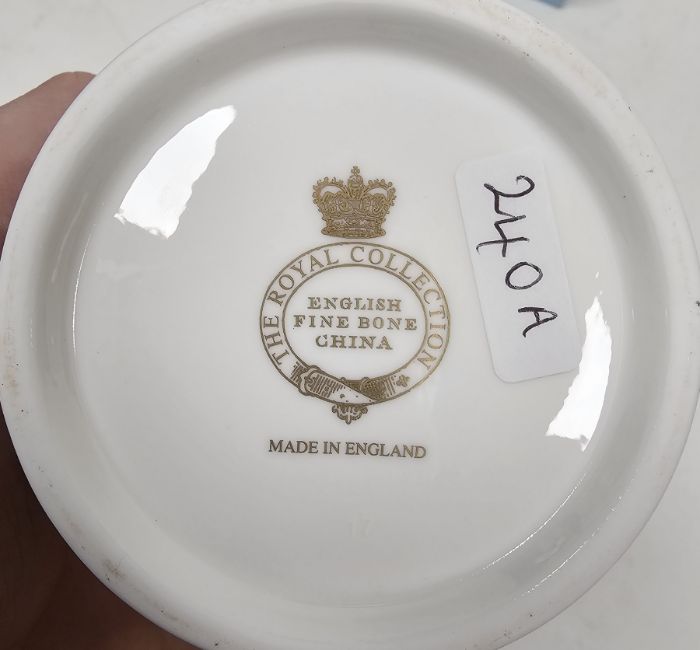 THE ROYAL COLLECTION
ENGLISH
FINE BONE
CHINA
MADE IN ENGLAND
240A